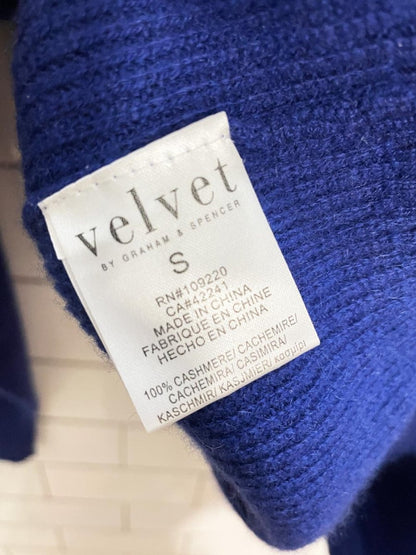 velvet
BY GRAHAM & SPENCER
S
RN#109220
CA#42241
MADE IN CHINA
FABRIQUE EN CHINE
HECHO EN CHINA
100% CASHMERE/ CACHEMIRE/
CACHEMIRA/ CASIMIRA/
KASCHMIR/ KASJMIER/